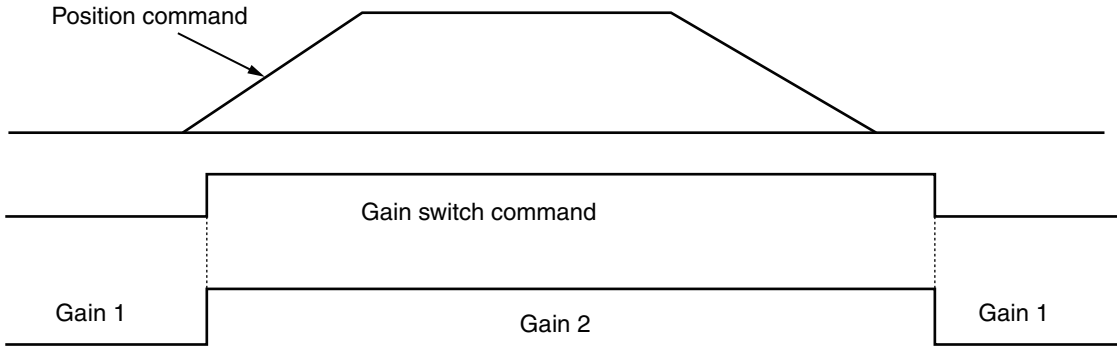 Position command
Gain switch command
Gain 1
Gain 2
Gain 1